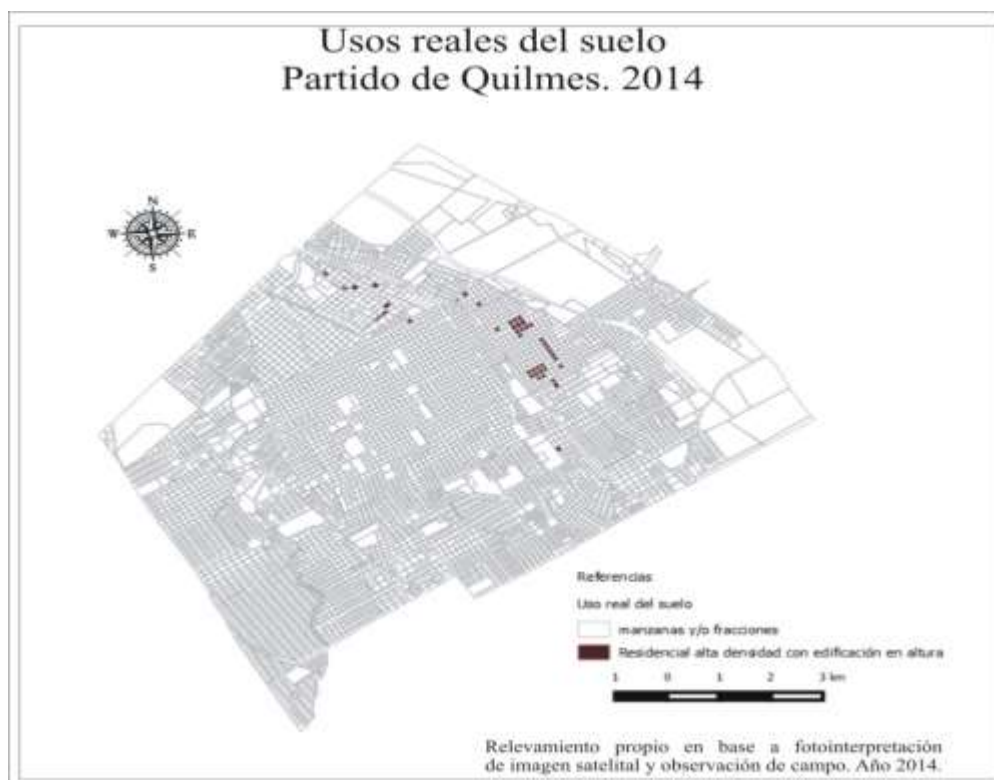 Usos reales del suelo
Partido de Quilmes. 2014
N
W E
S
Referencias
Uso real del suelo
manzanas y/o fracciones
Residencial alta densidad con edificación en altura
1 0 1 2 3 km
Relevamiento propio en base a fotointerpretación
de imagen satelital y observación de campo. Año 2014.